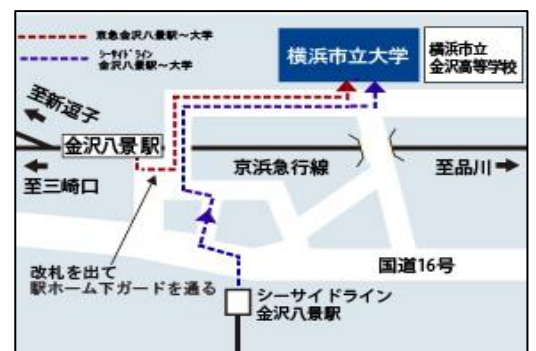 京急金沢八景駅～大学
シーサイドライン
金沢八景駅～大学
横浜市立大学
横浜市立
金沢高等学校
至新逗子
金沢八景 駅
京浜急行線
至品川
至三崎口
国道16号
改札を出て
駅ホーム下ガードを通る
シーサイドライン
金沢八景駅